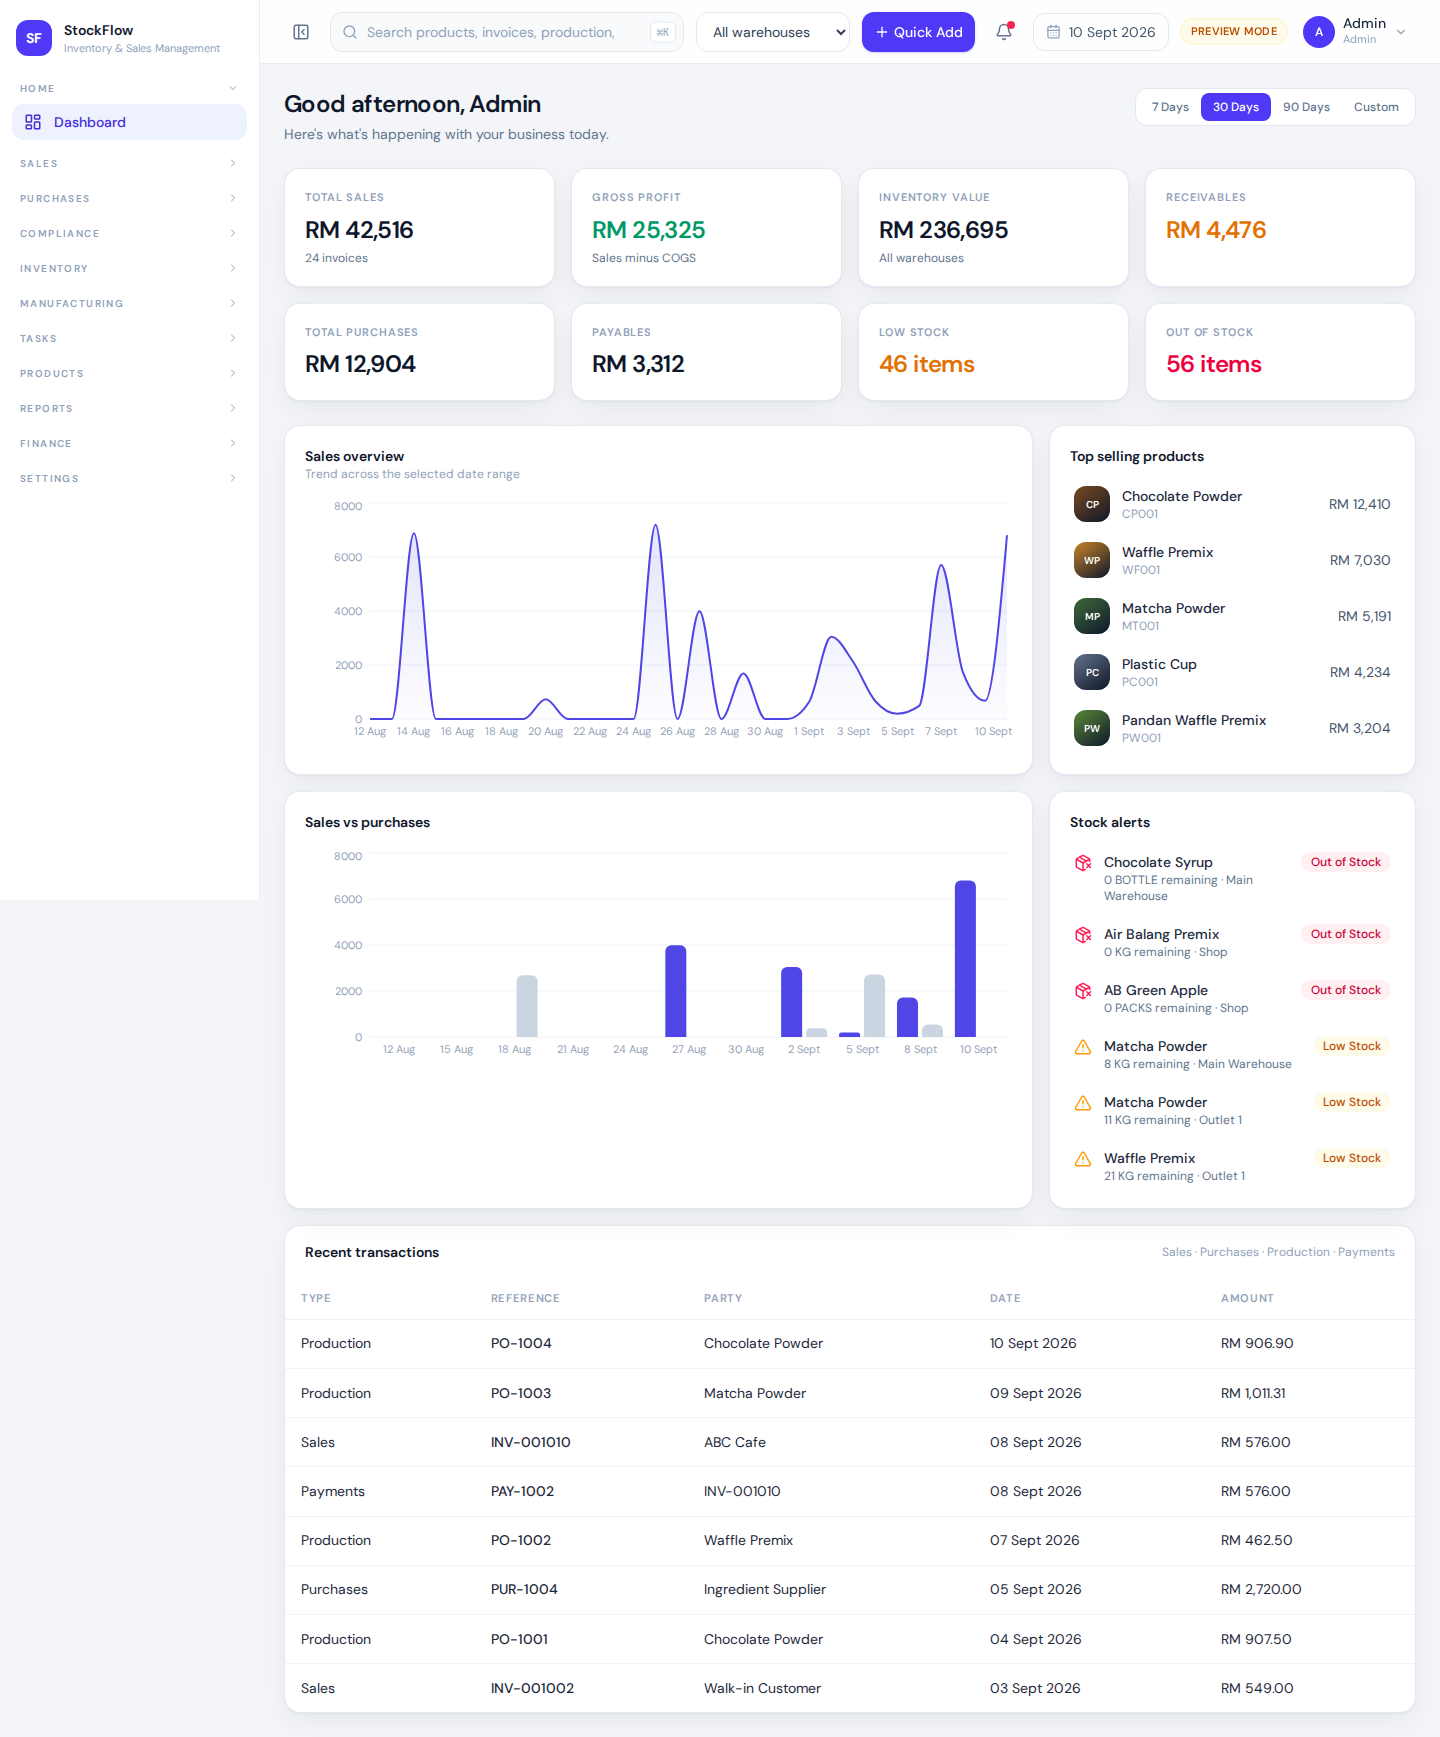 SF
StockFlow
Inventory & Sales Management
HOME
Dashboard
SALES
PURCHASES
COMPLIANCE
INVENTORY
MANUFACTURING
TASKS
PRODUCTS
REPORTS
FINANCE
SETTINGS
Search products, invoices, production,
⌘K
All warehouses
+ Quick Add
10 Sept 2026
PREVIEW MODE
A
Admin
Admin
Good afternoon, Admin
Here's what's happening with your business today.
7 Days 30 Days 90 Days Custom
TOTAL SALES
RM 42,516
24 invoices
GROSS PROFIT
RM 25,325
Sales minus COGS
INVENTORY VALUE
RM 236,695
All warehouses
RECEIVABLES
RM 4,476
TOTAL PURCHASES
RM 12,904
PAYABLES
RM 3,312
LOW STOCK
46 items
OUT OF STOCK
56 items
Sales overview
Trend across the selected date range
8000
6000
4000
2000
0
12 Aug 14 Aug 16 Aug 18 Aug 20 Aug 22 Aug 24 Aug 26 Aug 28 Aug 30 Aug 1 Sept 3 Sept 5 Sept 7 Sept 10 Sept
Top selling products
CP
Chocolate Powder
CP001
RM 12,410
WP
Waffle Premix
WF001
RM 7,030
MP
Matcha Powder
MT001
RM 5,191
PC
Plastic Cup
PC001
RM 4,234
PW
Pandan Waffle Premix
PW001
RM 3,204
Sales vs purchases
8000
6000
4000
2000
0
12 Aug 15 Aug 18 Aug 21 Aug 24 Aug 27 Aug 30 Aug 2 Sept 5 Sept 8 Sept 10 Sept
Stock alerts
Chocolate Syrup
0 BOTTLE remaining · Main
Warehouse
Out of Stock
Air Balang Premix
0 KG remaining · Shop
Out of Stock
AB Green Apple
0 PACKS remaining · Shop
Out of Stock
Matcha Powder
8 KG remaining · Main Warehouse
Low Stock
Matcha Powder
11 KG remaining · Outlet 1
Low Stock
Waffle Premix
21 KG remaining · Outlet 1
Low Stock
Recent transactions
Sales · Purchases · Production · Payments
TYPE REFERENCE PARTY DATE AMOUNT
Production PO-1004 Chocolate Powder 10 Sept 2026 RM 906.90
Production PO-1003 Matcha Powder 09 Sept 2026 RM 1,011.31
Sales INV-001010 ABC Cafe 08 Sept 2026 RM 576.00
Payments PAY-1002 INV-001010 08 Sept 2026 RM 576.00
Production PO-1002 Waffle Premix 07 Sept 2026 RM 462.50
Purchases PUR-1004 Ingredient Supplier 05 Sept 2026 RM 2,720.00
Production PO-1001 Chocolate Powder 04 Sept 2026 RM 907.50
Sales INV-001002 Walk-in Customer 03 Sept 2026 RM 549.00